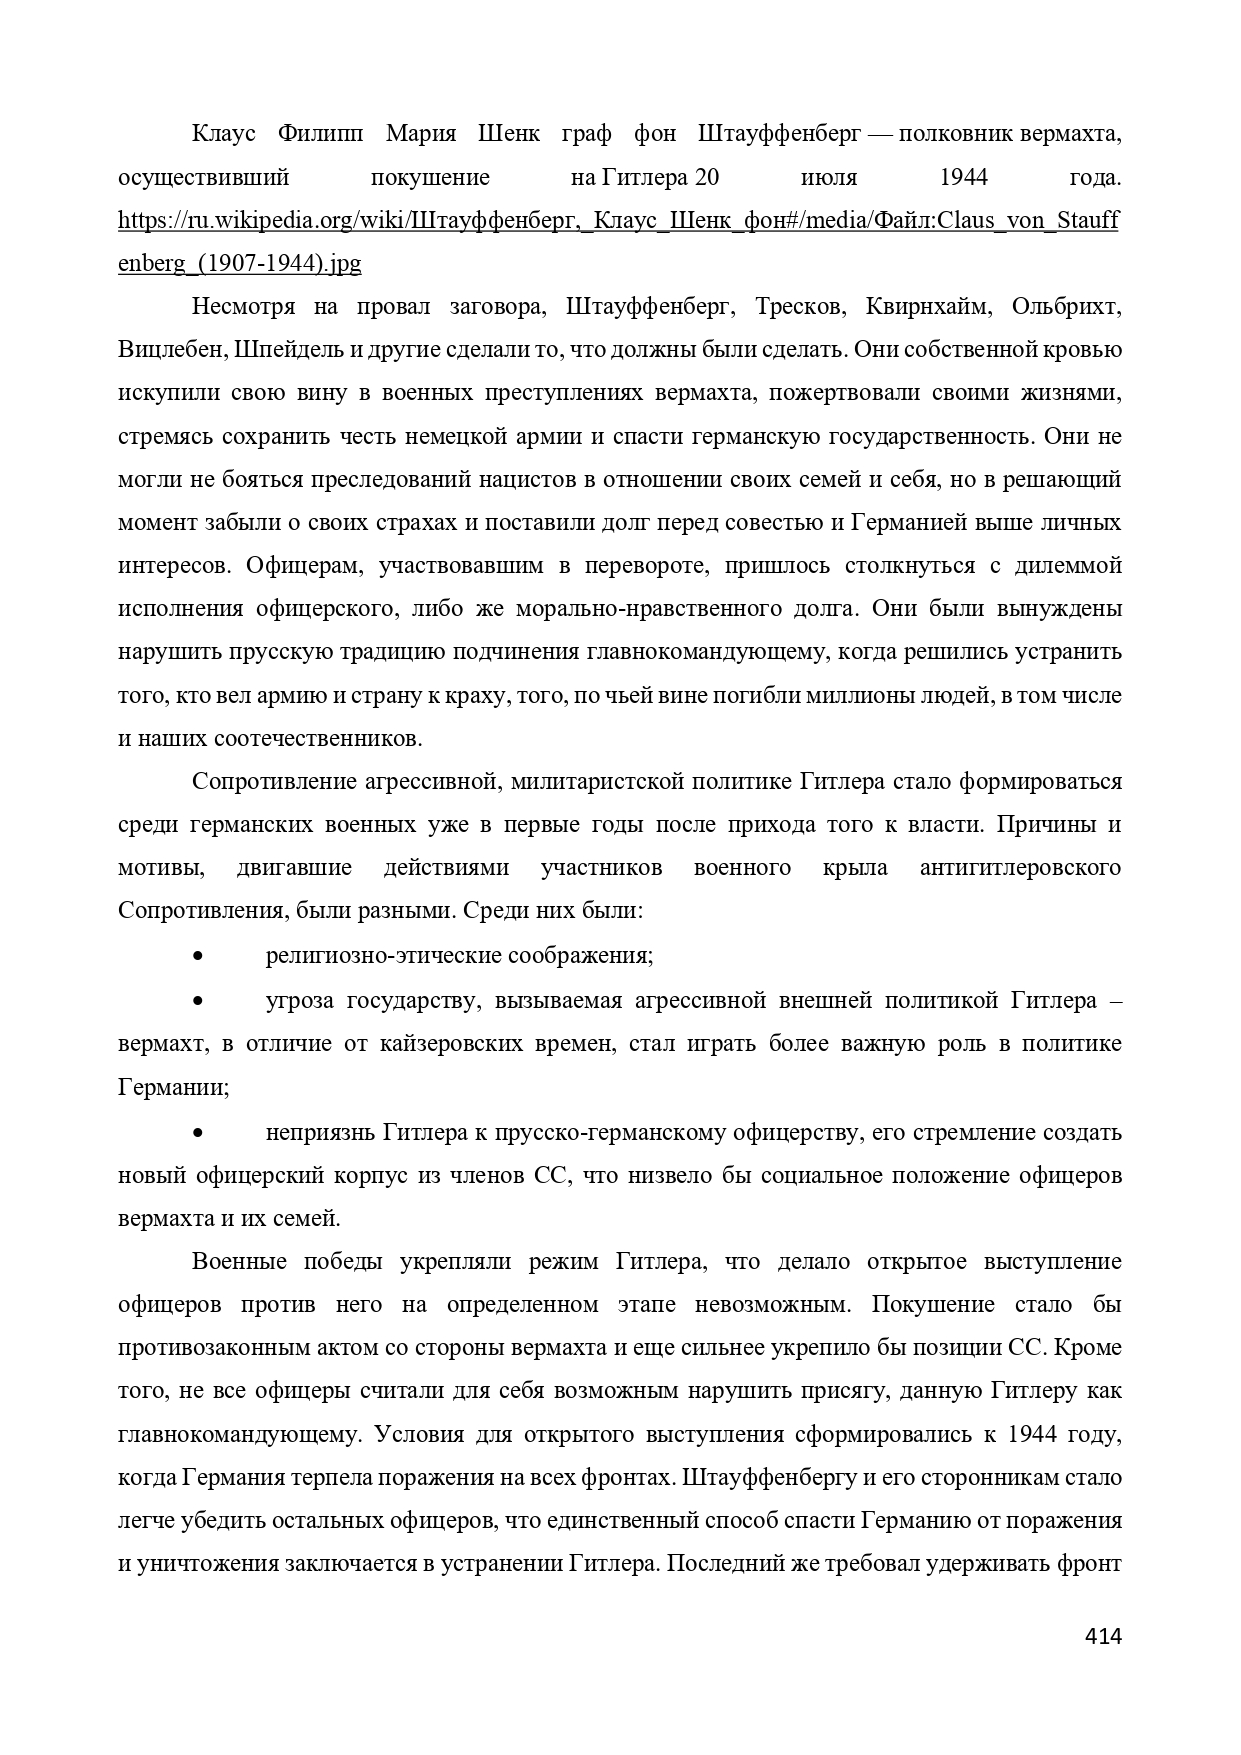 Клаус Филипп Мария Шенк граф фон Штауффенберг — полковник вермахта,
осуществивший покушение на Гитлера 20 июля 1944 года.
https://ru.wikipedia.org/wiki/Штауффенберг,_Клаус_Шенк_фон#/media/Файл:Claus_von_Stauff
enberg_(1907-1944).jpg
Несмотря на провал заговора, Штауффенберг, Тресков, Квирнхайм, Ольбрихт,
Вицлебен, Шпейдель и другие сделали то, что должны были сделать. Они собственной кровью
искупили свою вину в военных преступлениях вермахта, пожертвовали своими жизнями,
стремясь сохранить честь немецкой армии и спасти германскую государственность. Они не
могли не бояться преследований нацистов в отношении своих семей и себя, но в решающий
момент забыли о своих страхах и поставили долг перед совестью и Германией выше личных
интересов. Офицерам, участвовавшим в перевороте, пришлось столкнуться с дилеммой
исполнения офицерского, либо же морально-нравственного долга. Они были вынуждены
нарушить прусскую традицию подчинения главнокомандующему, когда решились устранить
того, кто вел армию и страну к краху, того, по чьей вине погибли миллионы людей, в том числе
и наших соотечественников.
Сопротивление агрессивной, милитаристской политике Гитлера стало формироваться
среди германских военных уже в первые годы после прихода того к власти. Причины и
мотивы, двигавшие действиями участников военного крыла антигитлеровского
Сопротивления, были разными. Среди них были:
• религиозно-этические соображения;
• угроза государству, вызываемая агрессивной внешней политикой Гитлера –
вермахт, в отличие от кайзеровских времен, стал играть более важную роль в политике
Германии;
• неприязнь Гитлера к прусско-германскому офицерству, его стремление создать
новый офицерский корпус из членов СС, что низвело бы социальное положение офицеров
вермахта и их семей.
Военные победы укрепляли режим Гитлера, что делало открытое выступление
офицеров против него на определенном этапе невозможным. Покушение стало бы
противозаконным актом со стороны вермахта и еще сильнее укрепило бы позиции СС. Кроме
того, не все офицеры считали для себя возможным нарушить присягу, данную Гитлеру как
главнокомандующему. Условия для открытого выступления сформировались к 1944 году,
когда Германия терпела поражения на всех фронтах. Штауффенбергу и его сторонникам стало
легче убедить остальных офицеров, что единственный способ спасти Германию от поражения
и уничтожения заключается в устранении Гитлера. Последний же требовал удерживать фронт
414